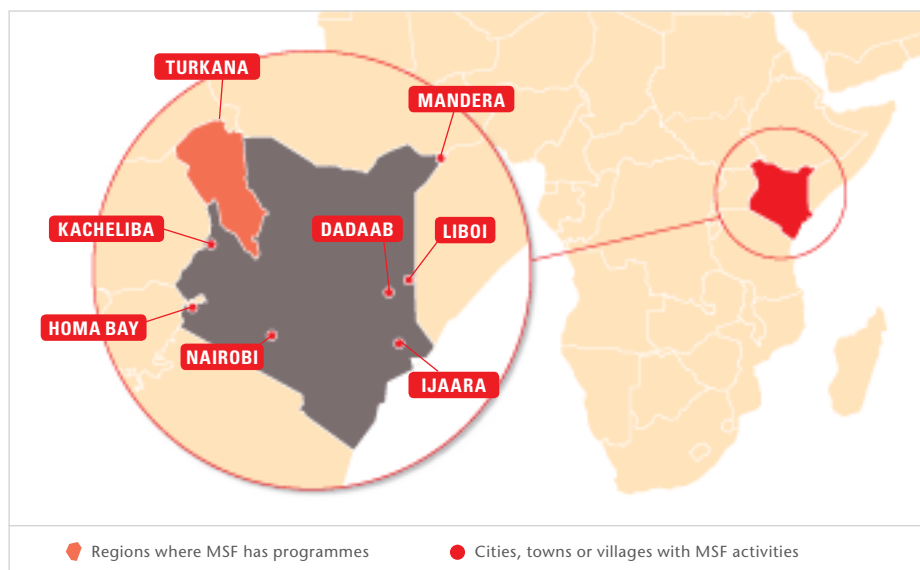 TURKANA
MANDERA
KACHELIBA
DADAAB
LIBOI
HOMA BAY
NAIROBI
IJAARA
Regions where MSF has programmes
Cities, towns or villages with MSF activities